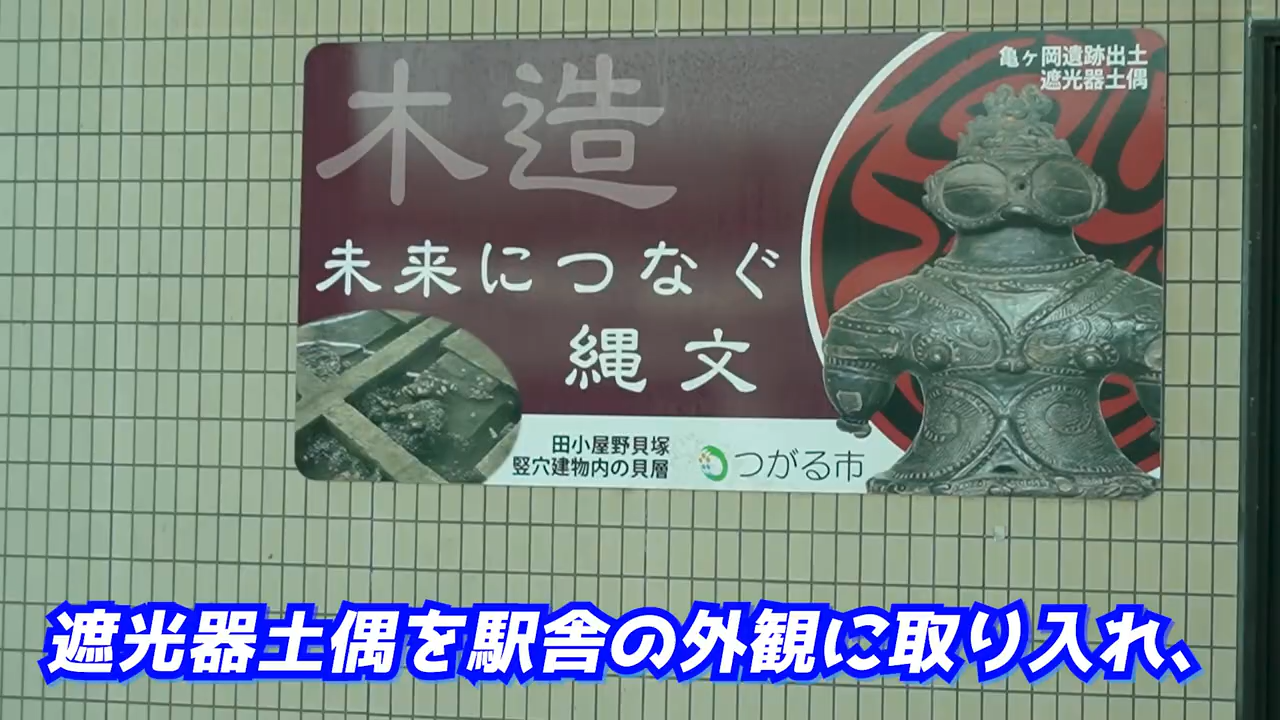 木造
亀ヶ岡遺跡出土
遮光器土偶
未来につなぐ
縄文
田小屋野貝塚
竪穴建物内の貝層
つがる市
遮光器土偶を駅舎の外観に取り入れ、